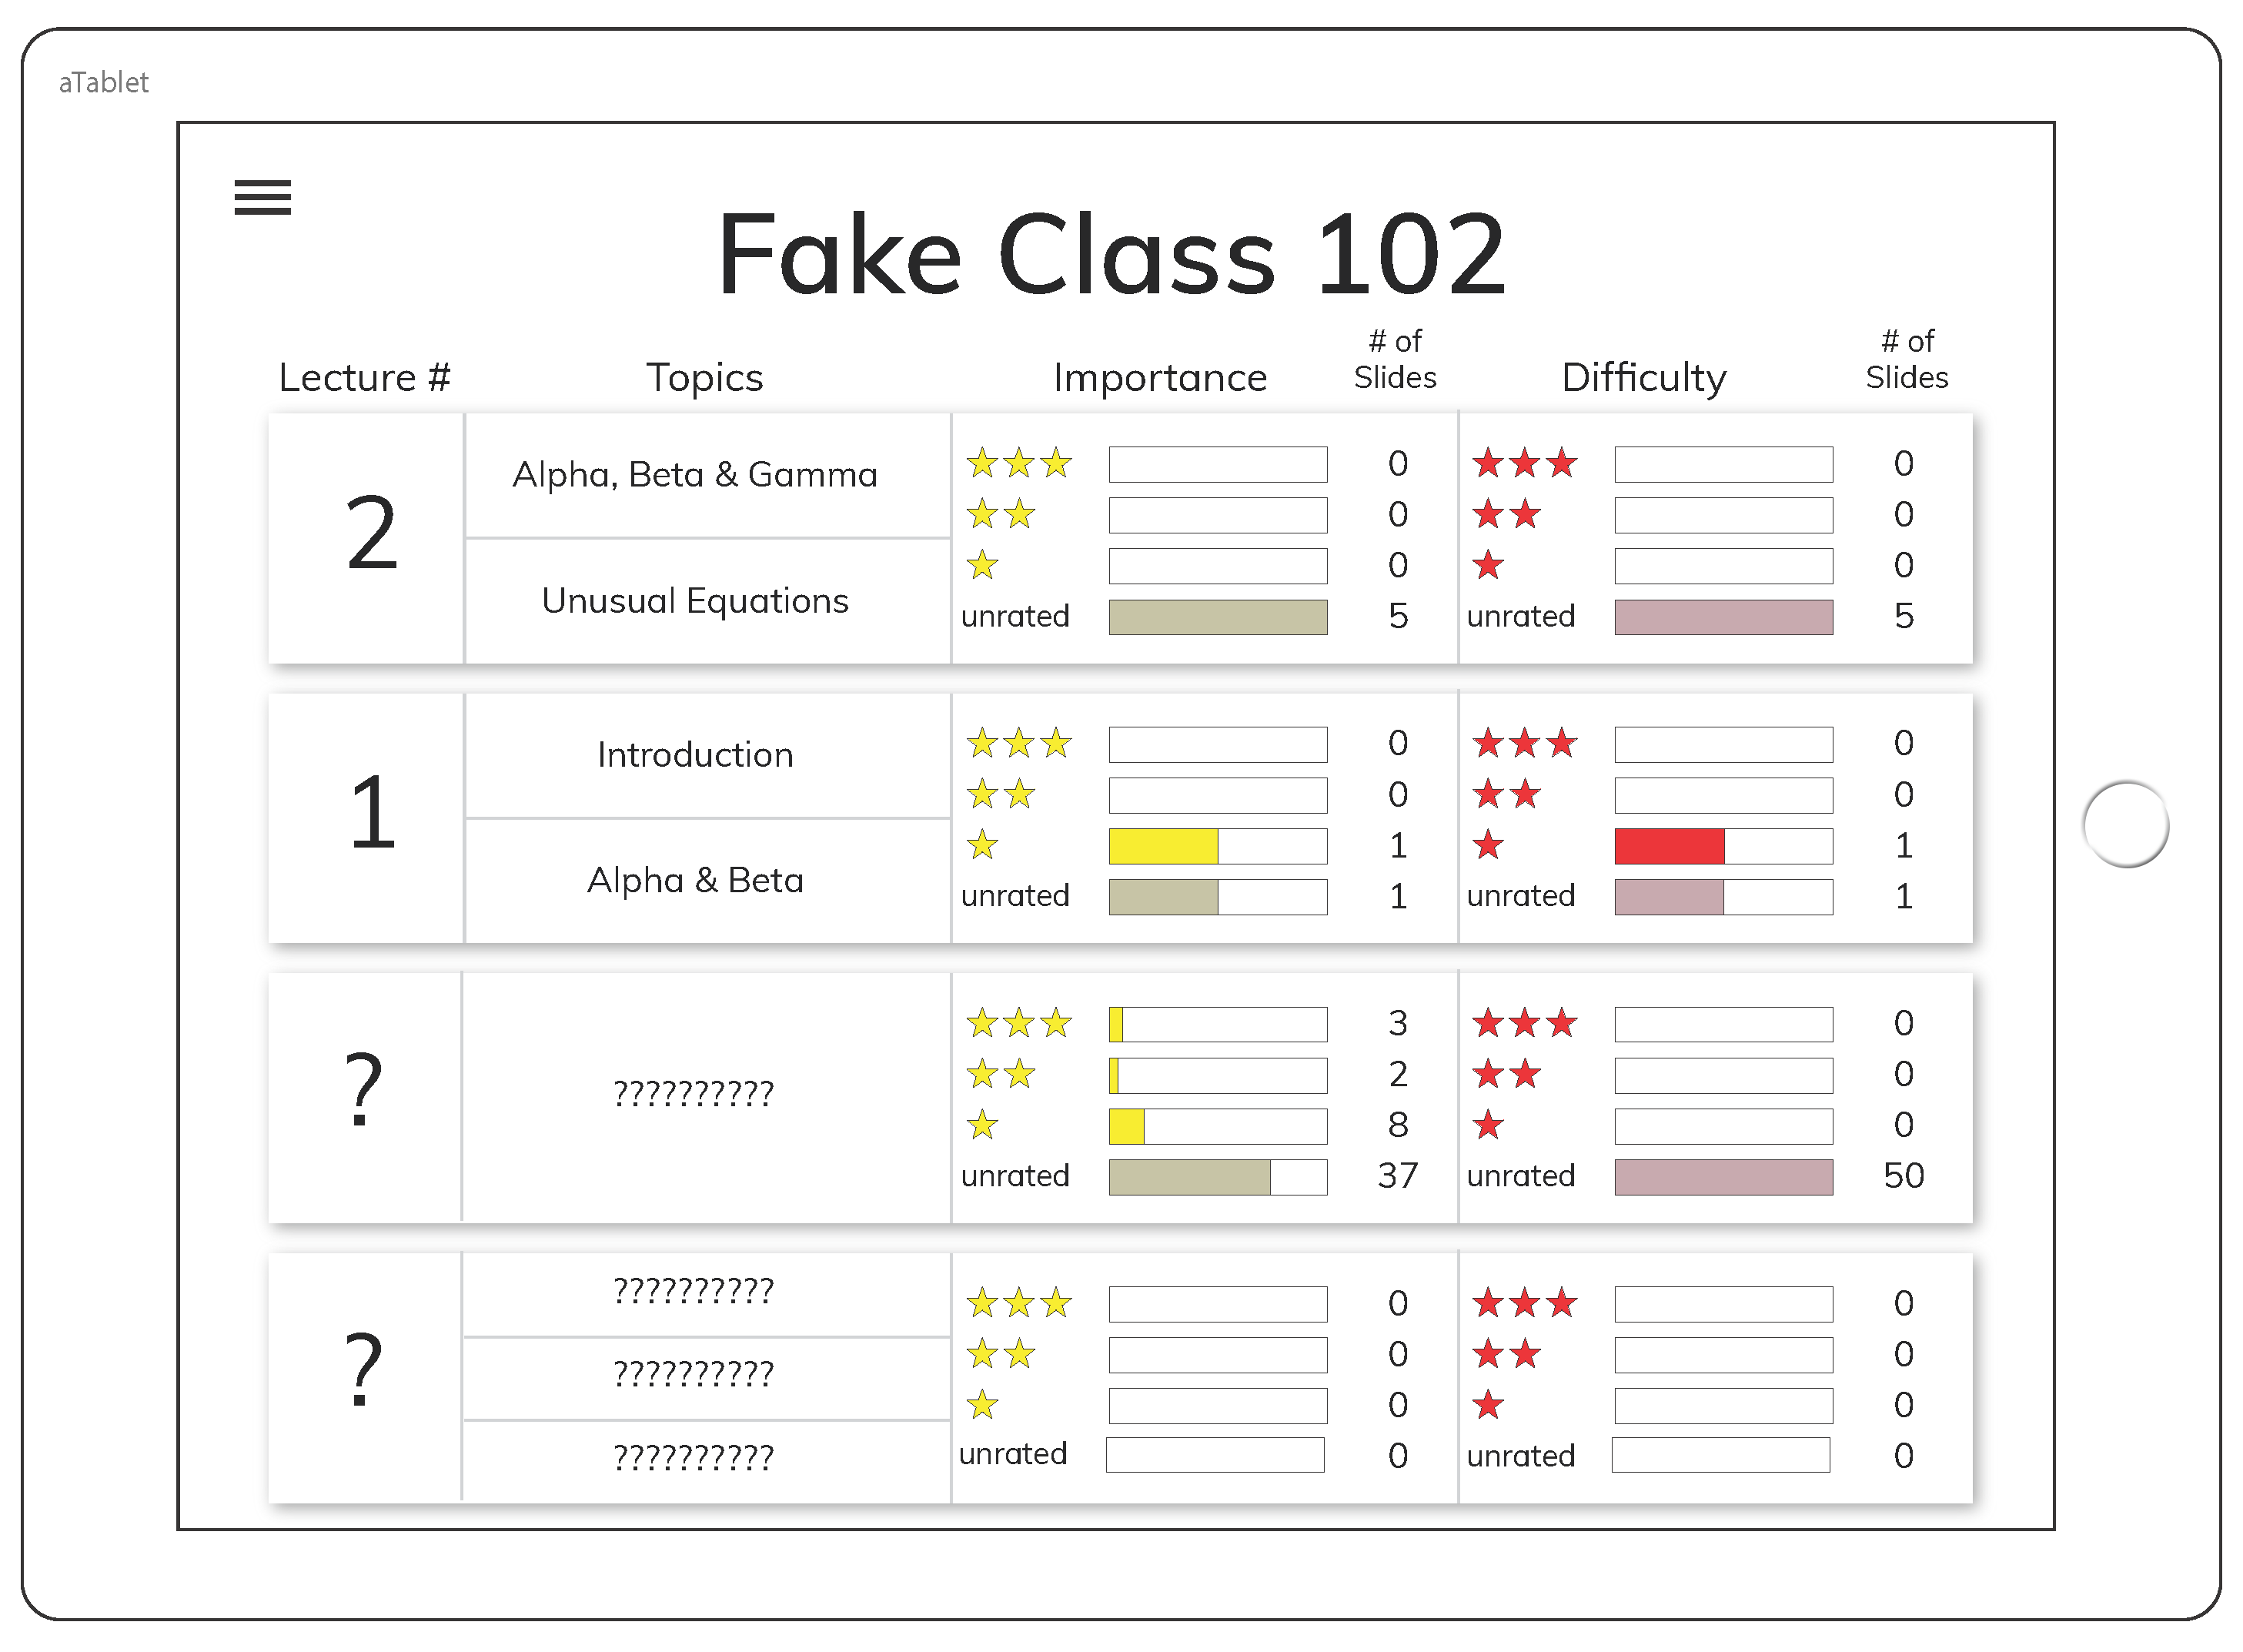 aTablet
Fake Class 102
Lecture # Topics Importance # of Slides Difficulty # of Slides
2
Alpha, Beta & Gamma
Unusual Equations
0 0
0 0
0 0
unrated 5 unrated 5
1
Introduction
Alpha & Beta
0 0
0 0
1 1
unrated 1 unrated 1
?
??????????
3 0
2 0
8 0
unrated 37 unrated 50
?
??????????
??????????
??????????
0 0
0 0
0 0
unrated 0 unrated 0